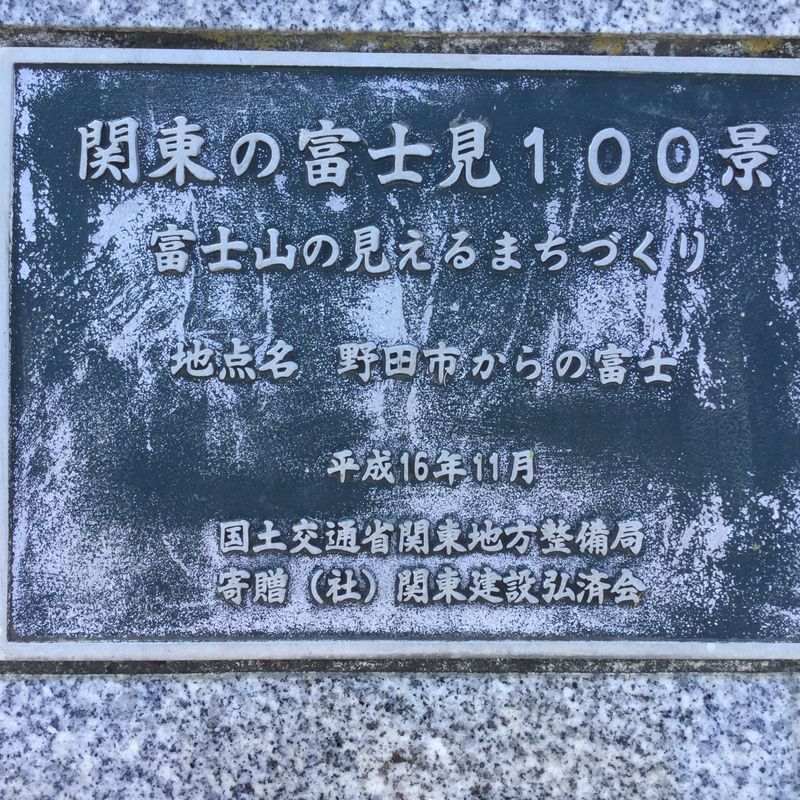 関東の富士見１００景
富士山の見えるまちづくり
地点名　野田市からの富士
平成16年11月
国土交通省関東地方整備局
寄贈（社）関東建設弘済会